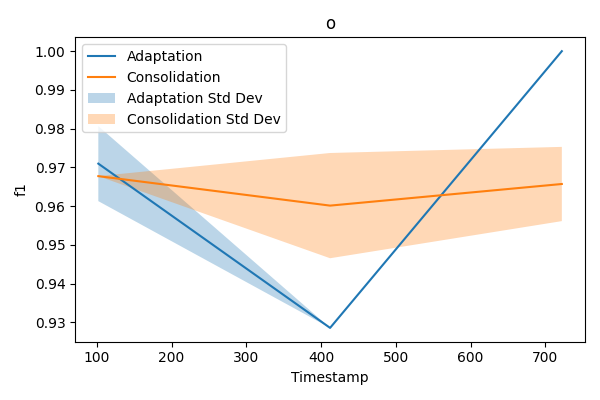 o
Adaptation
Consolidation
Adaptation Std Dev
Consolidation Std Dev
1.00
0.99
0.98
0.97
0.96
0.95
0.94
0.93
f1
100 200 300 400 500 600 700
Timestamp